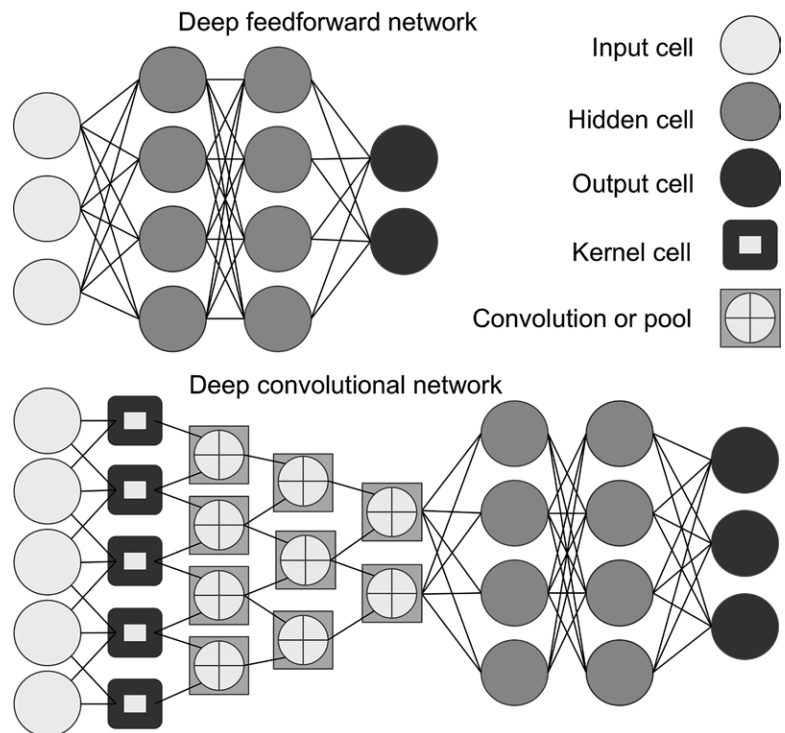 Deep feedforward network
Input cell
Hidden cell
Output cell
Kernel cell
Convolution or pool
Deep convolutional network